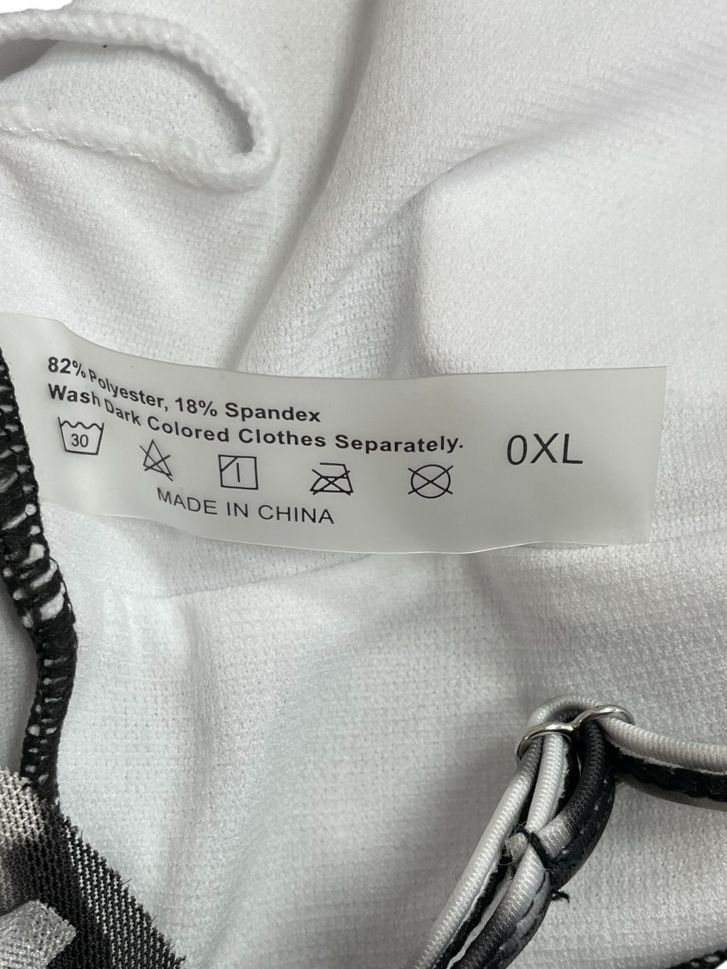 82% Polyester, 18% Spandex
Wash Dark Colored Clothes Separately.
30
0XL
MADE IN CHINA